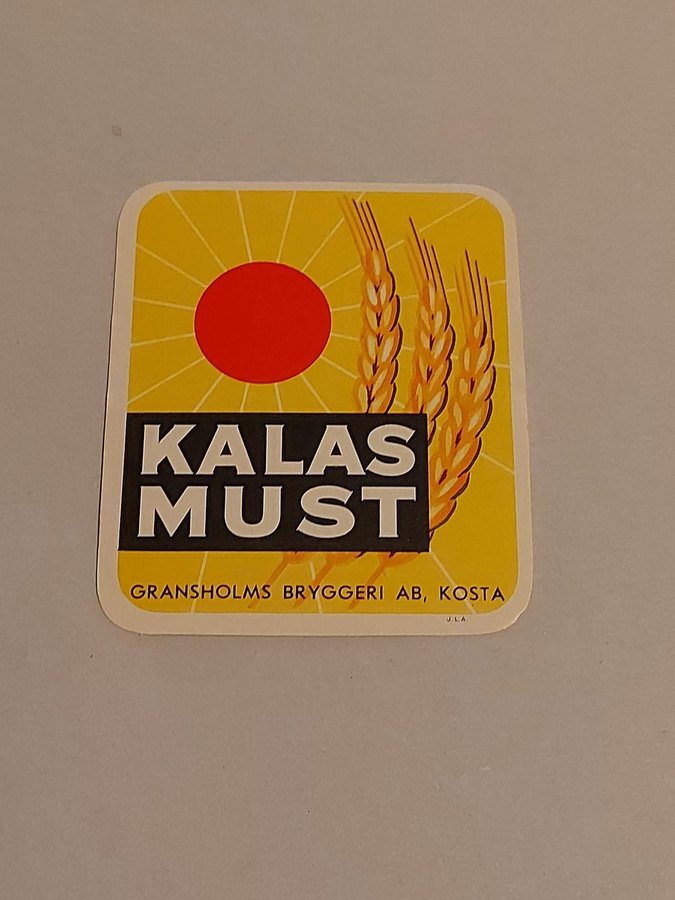 KALAS
MUST
GRANSHOLMS BRYGGERI AB, KOSTA
J.L.A.